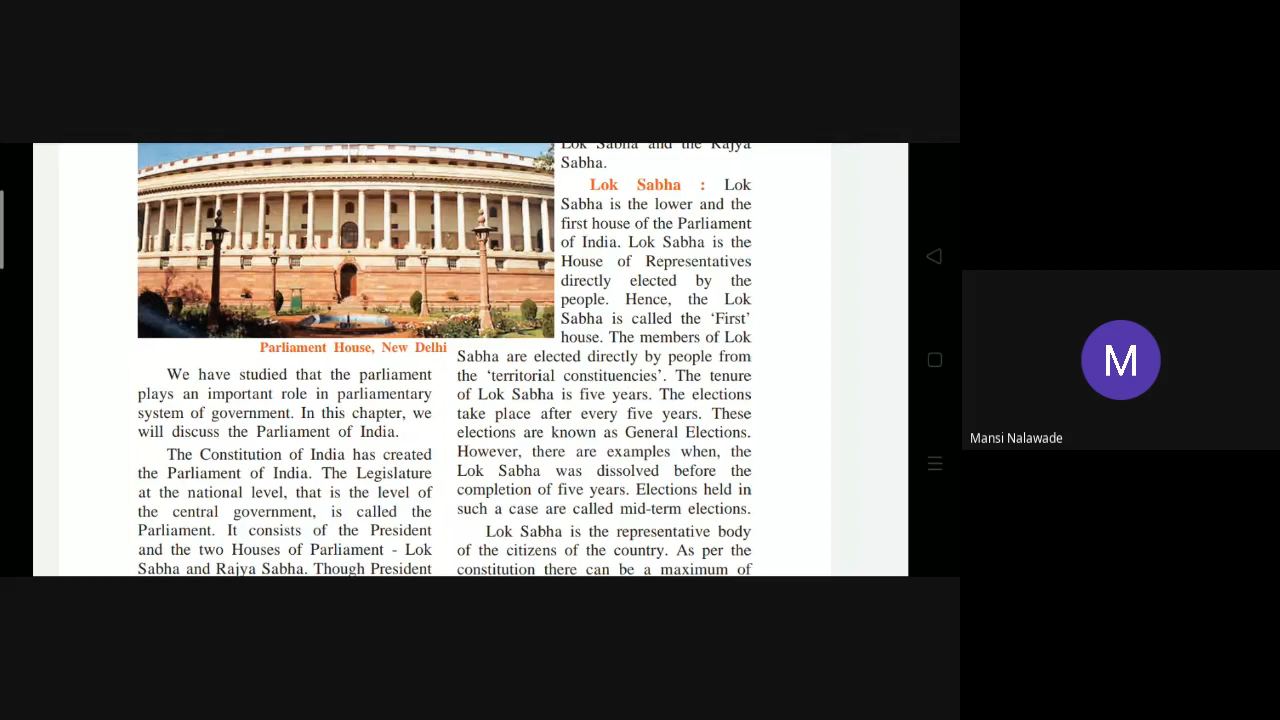 Parliament House, New Delhi
We have studied that the parliament
plays an important role in parliamentary
system of government. In this chapter, we
will discuss the Parliament of India.
The Constitution of India has created
the Parliament of India. The Legislature
at the national level, that is the level of
the central government, is called the
Parliament. It consists of the President
and the two Houses of Parliament - Lok
Sabha and Rajya Sabha. Though President
Lok Sabha and the Rajya
Sabha.
Lok Sabha : Lok
Sabha is the lower and the
first house of the Parliament
of India. Lok Sabha is the
House of Representatives
directly elected by the
people. Hence, the Lok
Sabha is called the ‘First’
house. The members of Lok
Sabha are elected directly by people from
the ‘territorial constituencies’. The tenure
of Lok Sabha is five years. The elections
take place after every five years. These
elections are known as General Elections.
However, there are examples when, the
Lok Sabha was dissolved before the
completion of five years. Elections held in
such a case are called mid-term elections.
Lok Sabha is the representative body
of the citizens of the country. As per the
constitution there can be a maximum of
M
Mansi Nalawade